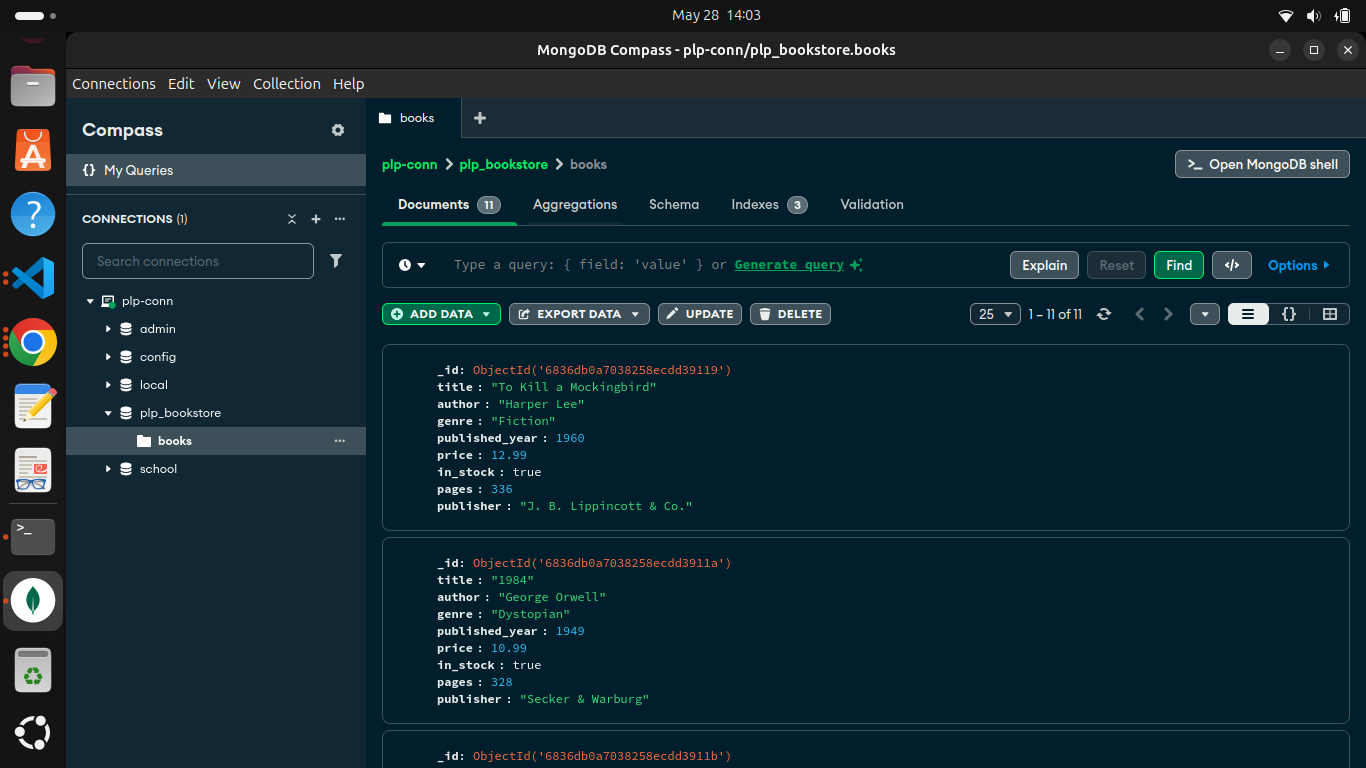 May 28 14:03
MongoDB Compass - plp-conn/plp_bookstore.books
Connections Edit View Collection Help
Compass
{} My Queries
CONNECTIONS (1)
Search connections
plp-conn
admin
config
local
plp_bookstore
books
school
books
plp-conn > plp_bookstore > books
>_ Open MongoDB shell
Documents 11 Aggregations Schema Indexes 3 Validation
Type a query: { field: 'value' } or Generate query
Explain Reset Find </> Options
ADD DATA EXPORT DATA UPDATE DELETE 25 1 – 11 of 11 {}
_id: ObjectId('6836db0a7038258ecdd39119')
title : "To Kill a Mockingbird"
author : "Harper Lee"
genre : "Fiction"
published_year : 1960
price : 12.99
in_stock : true
pages : 336
publisher : "J. B. Lippincott & Co."
_id: ObjectId('6836db0a7038258ecdd3911a')
title : "1984"
author : "George Orwell"
genre : "Dystopian"
published_year : 1949
price : 10.99
in_stock : true
pages : 328
publisher : "Secker & Warburg"
_id: ObjectId('6836db0a7038258ecdd3911b')